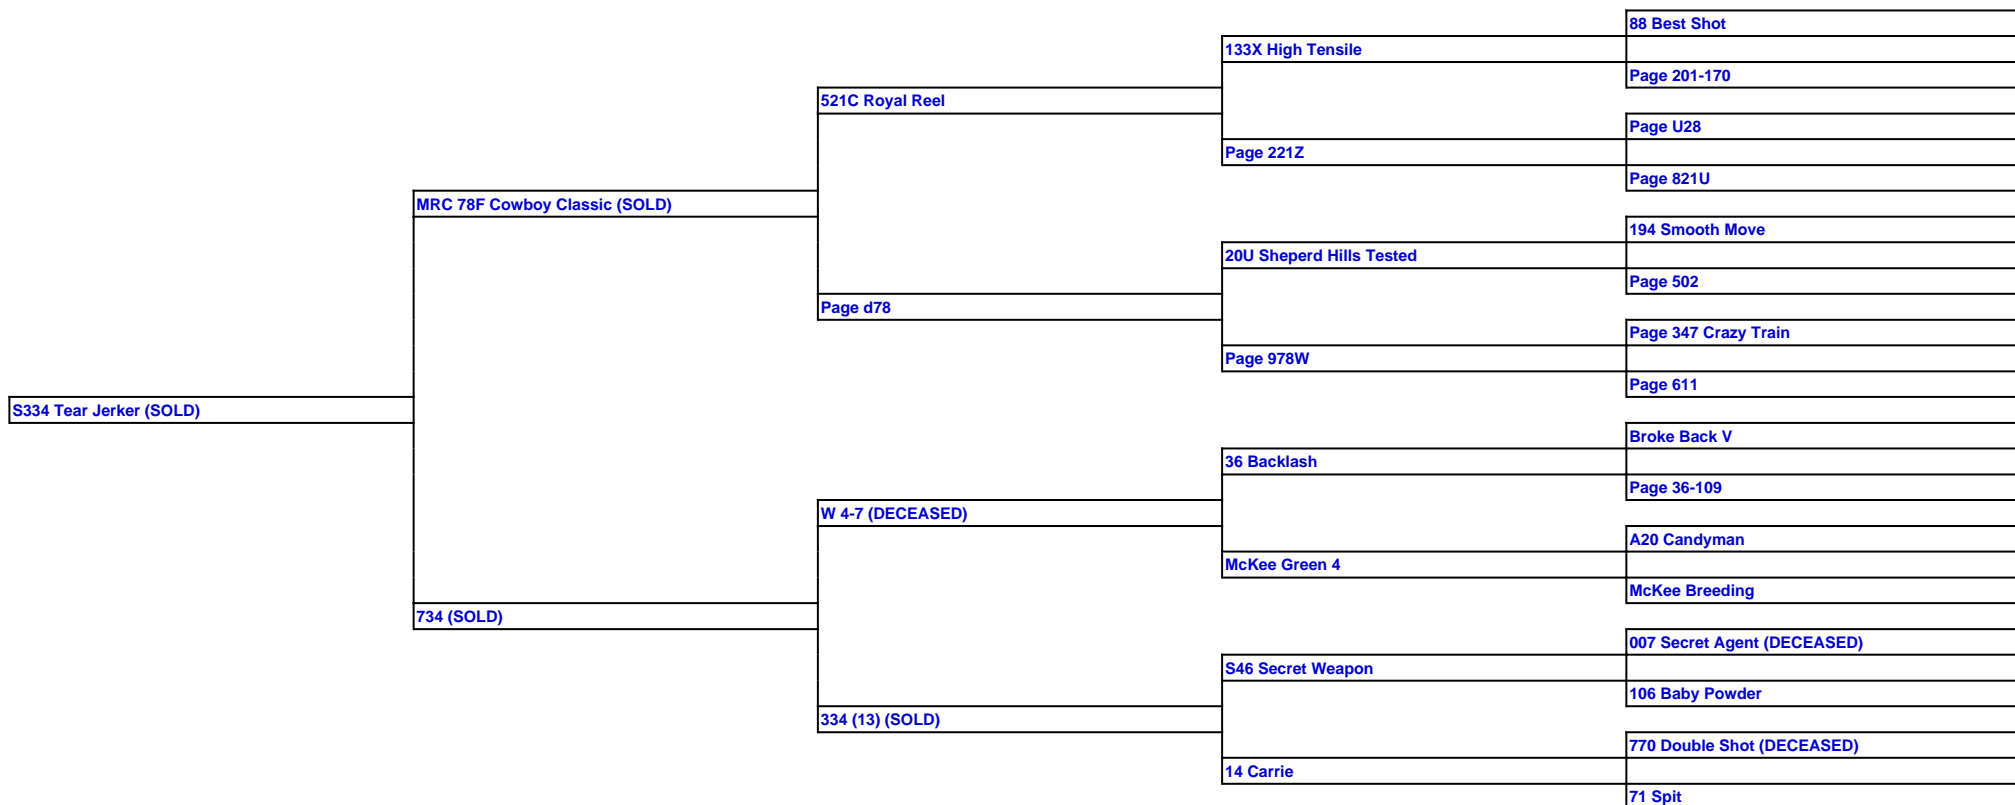 88 Best Shot
133X High Tensile
Page 201-170
521C Royal Reel
Page U28
Page 221Z
Page 821U
MRC 78F Cowboy Classic (SOLD)
194 Smooth Move
20U Sheperd Hills Tested
Page 502
Page d78
Page 347 Crazy Train
Page 978W
Page 611
S334 Tear Jerker (SOLD)
Broke Back V
36 Backlash
Page 36-109
W 4-7 (DECEASED)
A20 Candyman
McKee Green 4
McKee Breeding
734 (SOLD)
007 Secret Agent (DECEASED)
S46 Secret Weapon
106 Baby Powder
334 (13) (SOLD)
770 Double Shot (DECEASED)
14 Carrie
71 Spit